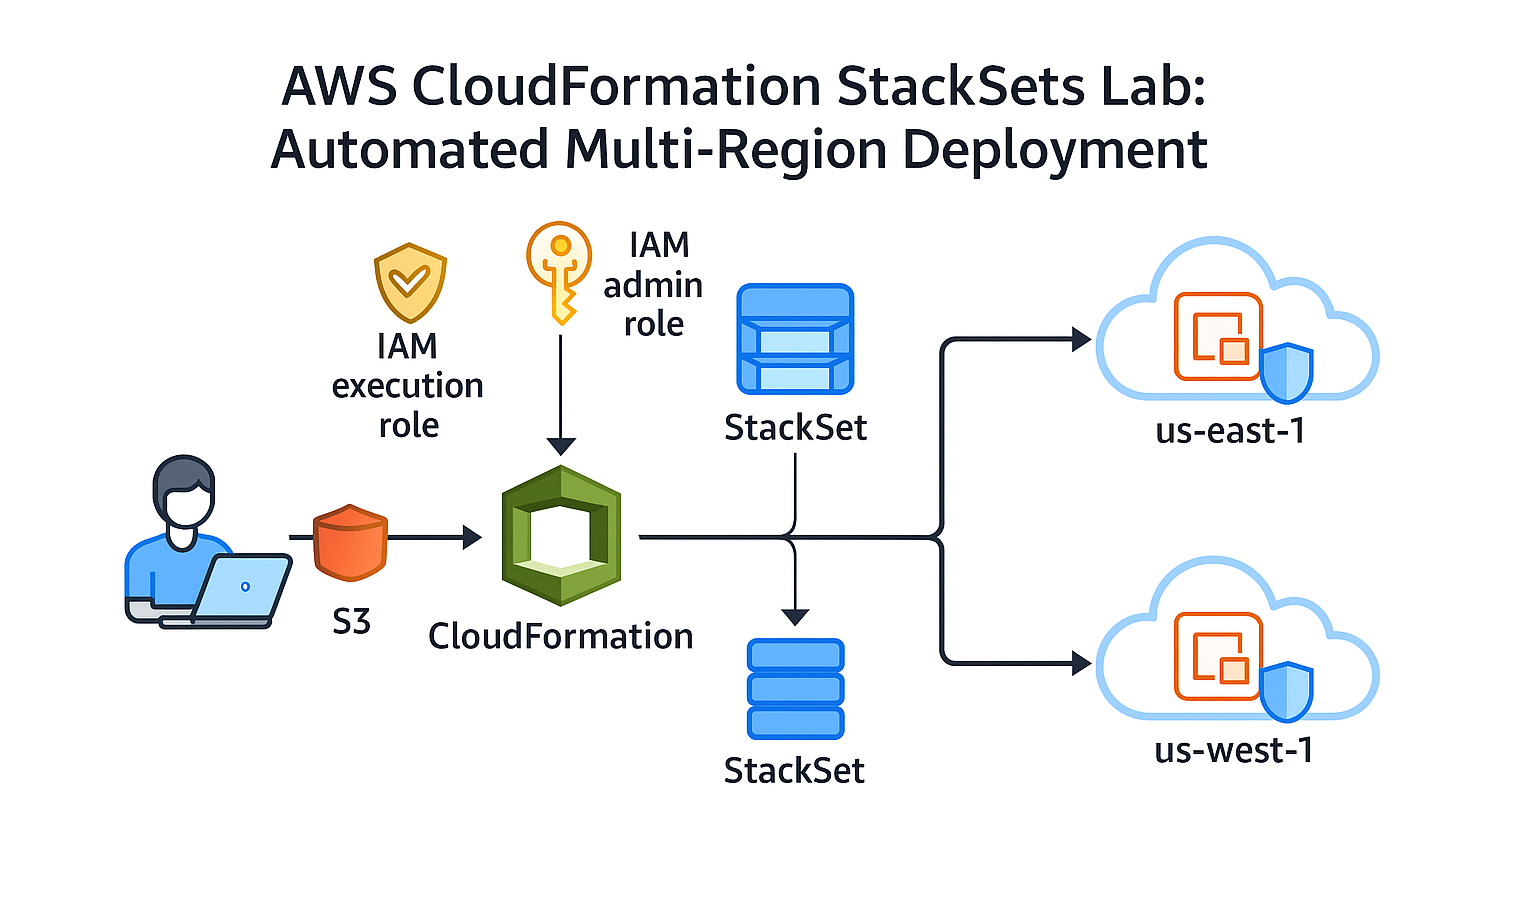 AWS CloudFormation StackSets Lab:
Automated Multi-Region Deployment
IAM
execution
role
IAM
admin
role
StackSet
us-east-1
S3
CloudFormation
StackSet
us-west-1